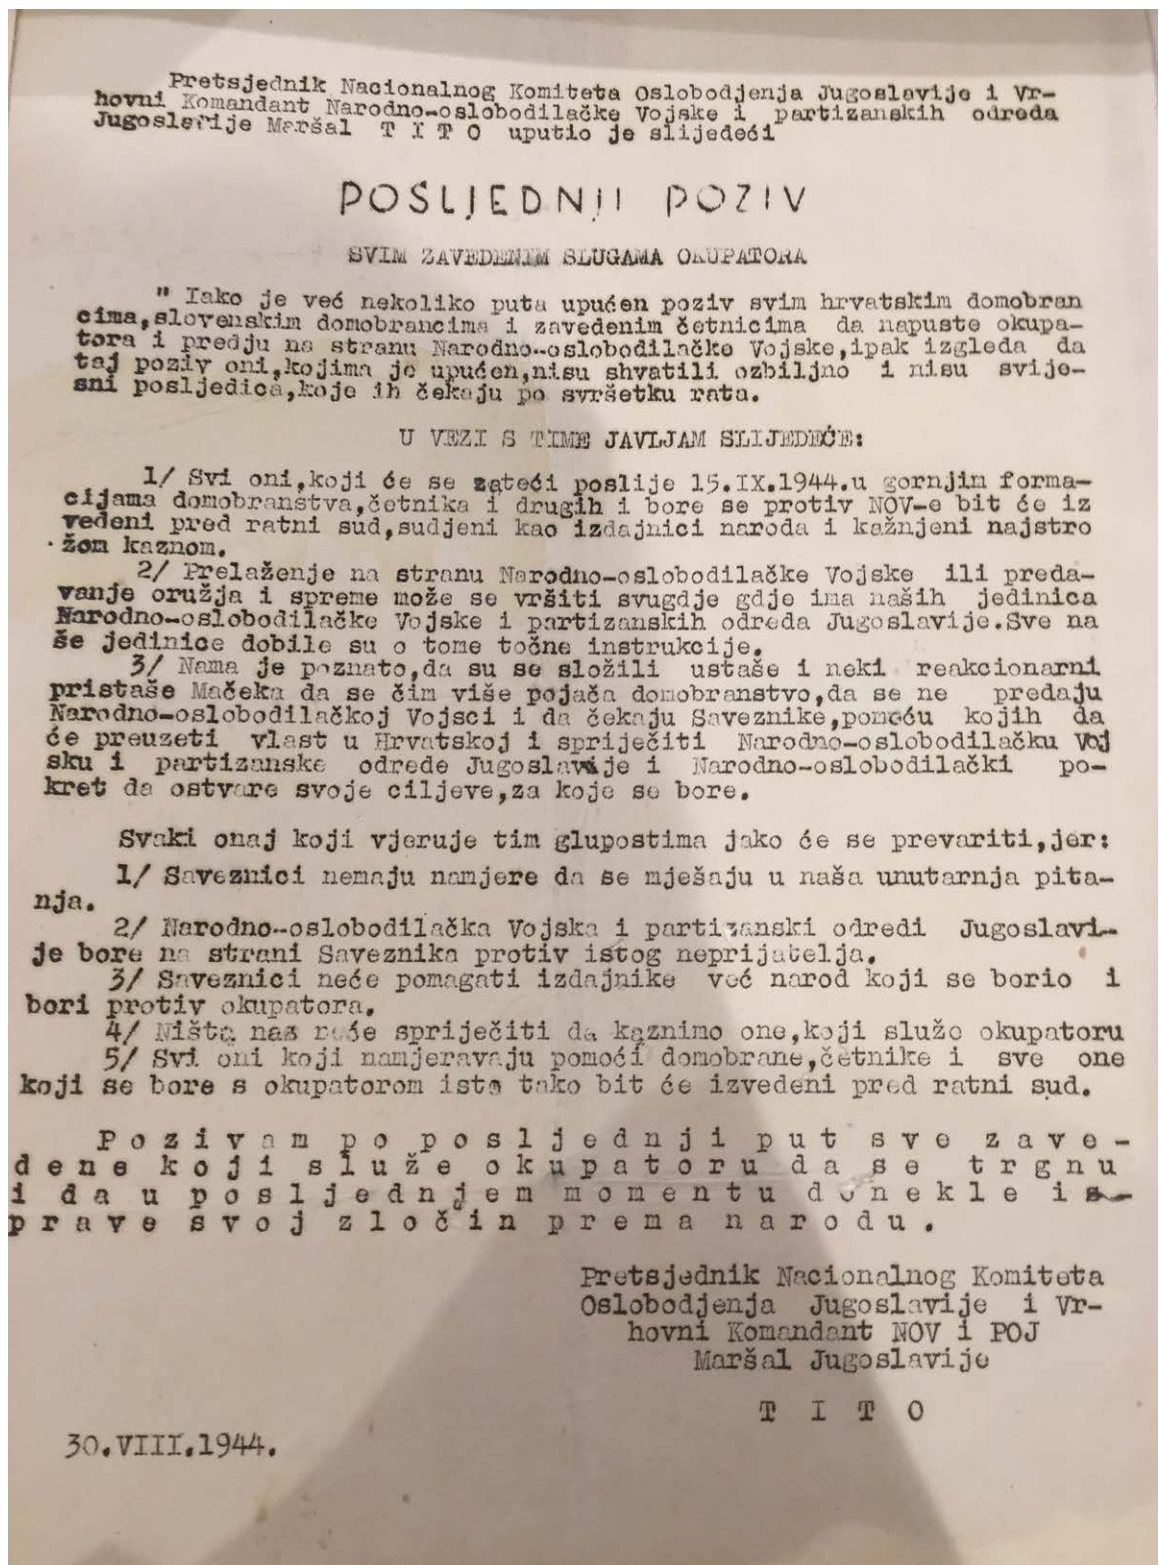 Pretsjednik Nacionalnog Komiteta Oslobodjenja Jugoslavije i Vr-
hovni Komandant Narodno-oslobodilačke Vojske i partizanskih odreda
Jugoslavije Maršal T I T O uputio je slijedeći
POSLJEDNJI POZIV
SVIM ZAVEDENIM SLUGAMA OKUPATORA
" Iako je već nekoliko puta upućen poziv svim hrvatskim domobran
cima,slovenskim domobrancima i zavedenim četnicima da napuste okupa-
tora i predju na stranu Narodno-oslobodilačke Vojske,ipak izgleda da
taj poziv oni,kojima je upućen,nisu shvatili ozbiljno i nisu svije-
sni posljedica,koje ih čekaju po svršetku rata.
U VEZI S TIME JAVLJAM SLIJEDEĆE:
1/ Svi oni,koji će se zateći poslije 15.IX.1944.u gornjim forma-
cijama domobranstva,četnika i drugih i bore se protiv NOV-e bit će iz
vedeni pred ratni sud,sudjeni kao izdajnici naroda i kažnjeni najstro
žom kaznom.
2/ Prelaženje na stranu Narodno-oslobodilačke Vojske ili preda-
vanje oružja i spreme može se vršiti svugdje gdje ima naših jedinica
Narodno-oslobodilačke Vojske i partizanskih odreda Jugoslavije.Sve na
še jedinice dobile su o tome točne instrukcije.
3/ Nama je poznato,da su se složili ustaše i neki reakcionarni
pristaše Mačeka da se čim više pojača domobranstvo,da se ne predaju
Narodno-oslobodilačkoj Vojsci i da čekaju Saveznike,pomoću kojih da
će preuzeti vlast u Hrvatskoj i spriječiti Narodno-oslobodilačku Voj
sku i partizanske odrede Jugoslavije i Narodno-oslobodilački po-
kret da ostvare svoje ciljeve,za koje se bore.
Svaki onaj koji vjeruje tim glupostima jako će se prevariti,jer:
1/ Saveznici nemaju namjere da se mješaju u naša unutarnja pita-
nja.
2/ Narodno-oslobodilačka Vojska i partizanski odredi Jugoslavi-
je bore na strani Saveznika protiv istog neprijatelja.
3/ Saveznici neće pomagati izdajnike već narod koji se borio i
bori protiv okupatora.
4/ Ništa nas neće spriječiti da kaznimo one,koji služe okupatoru
5/ Svi oni koji namjeravaju pomoći domobrane,četnike i sve one
koji se bore s okupatorom isto tako bit će izvedeni pred ratni sud.
P o z i v a m p o p o s l j e d n j i p u t s v e z a v e -
d e n e k o j i s l u ž e o k u p a t o r u d a s e t r g n u
i d a u p o s l j e d n j e m m o m e n t u d o n e k l e i s-
p r a v e s v o j z l o č i n p r e m a n a r o d u .
Pretsjednik Nacionalnog Komiteta
Oslobodjenja Jugoslavije i Vr-
hovni Komandant NOV i POJ
Maršal Jugoslavije
T I T O
30.VIII.1944.